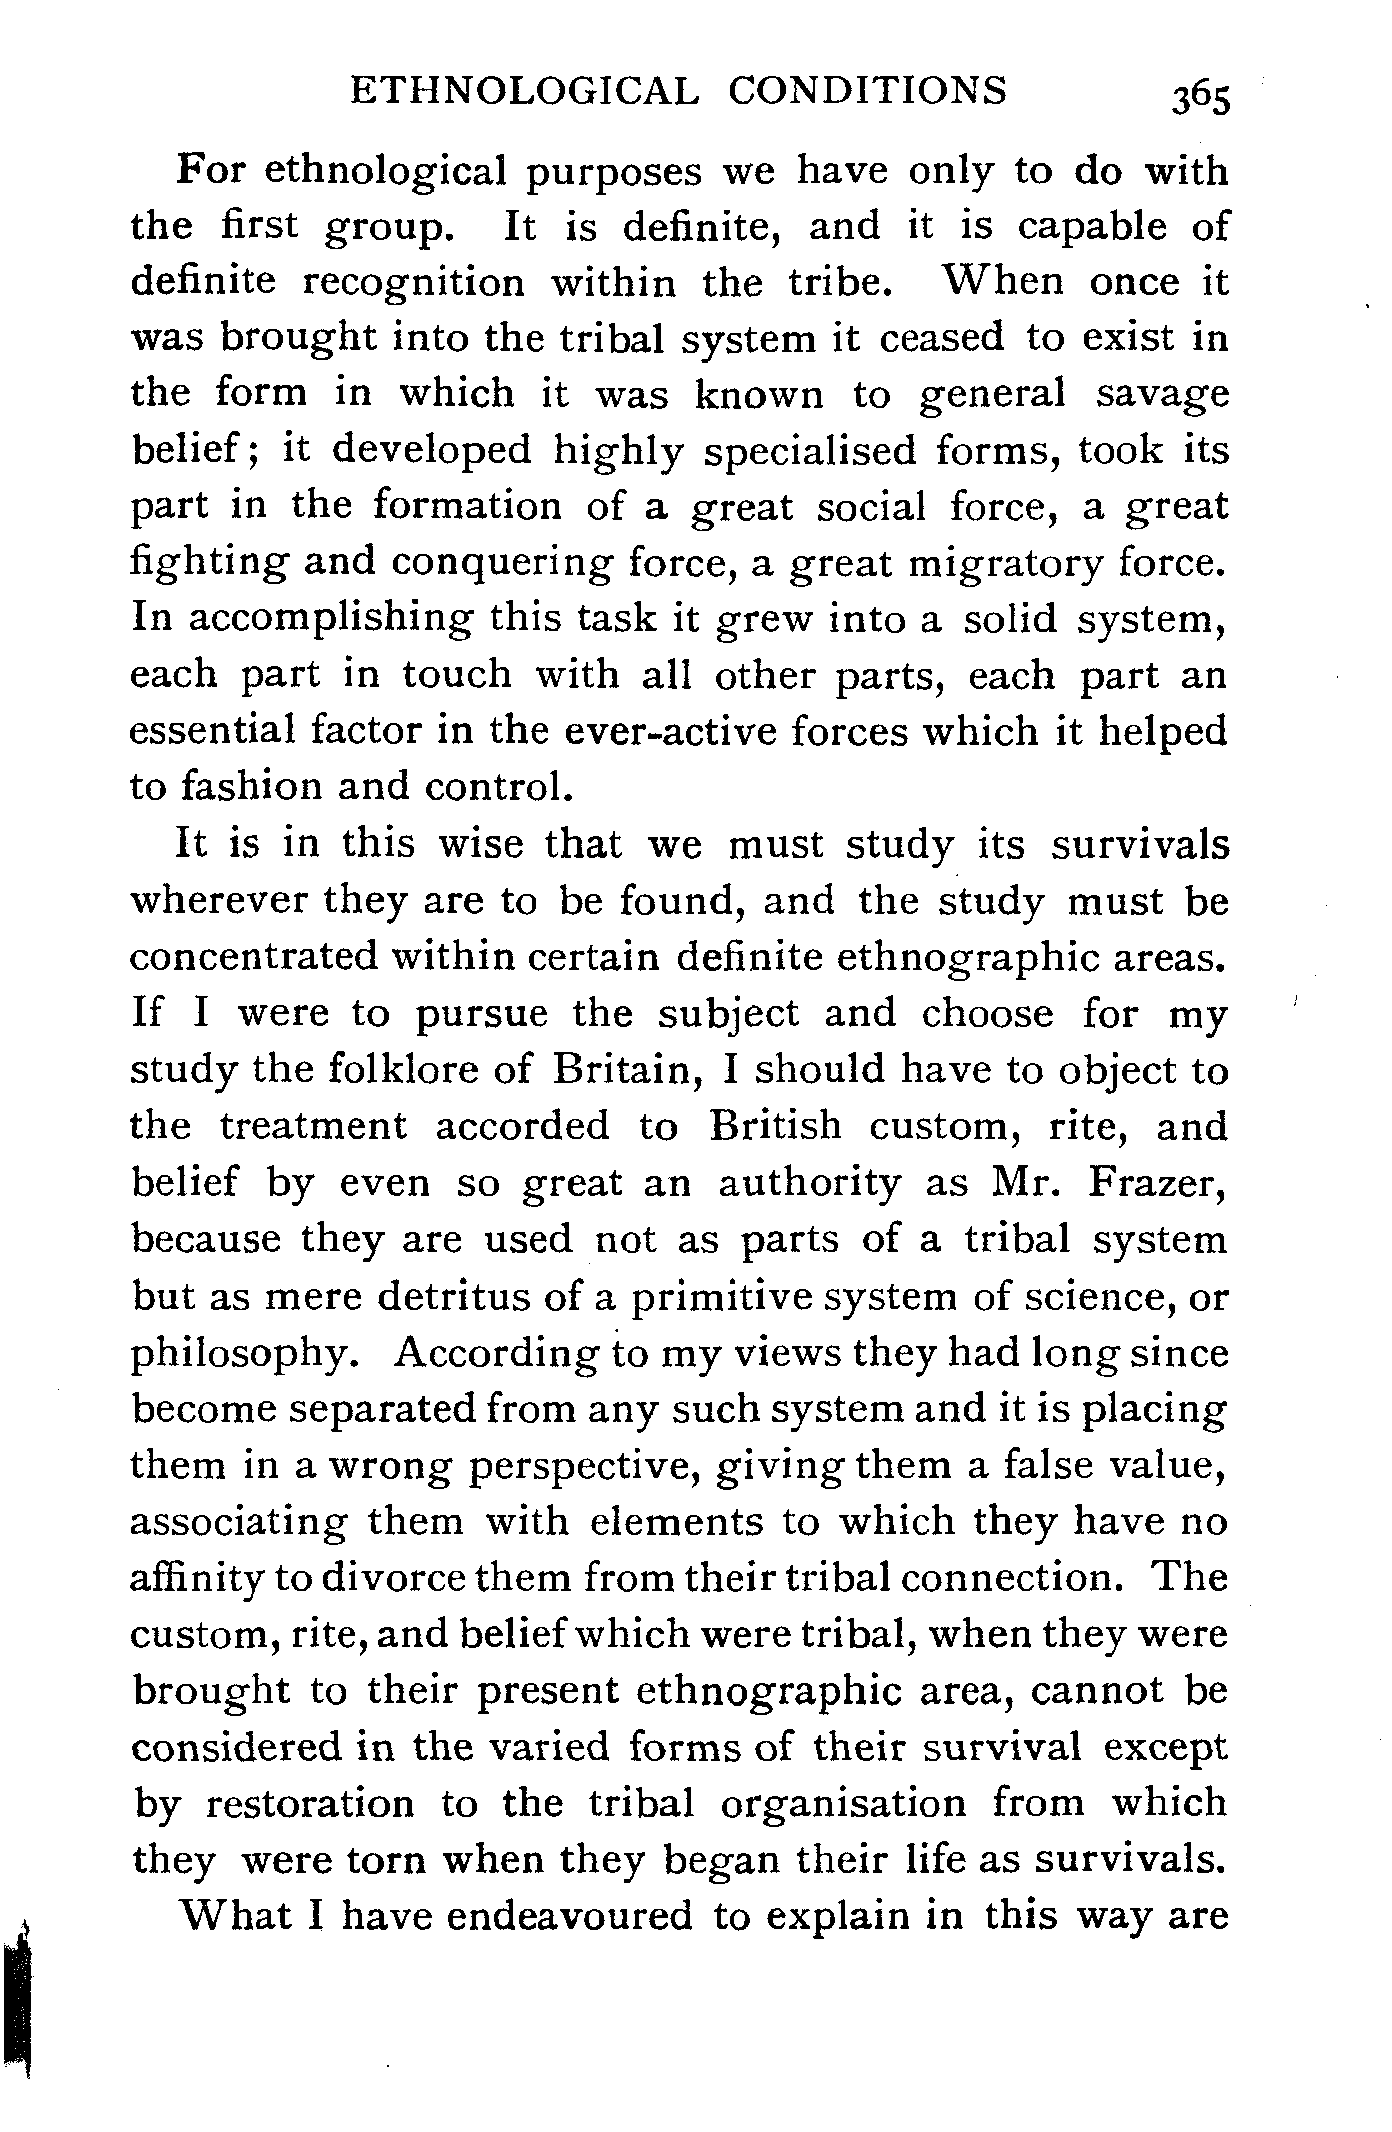 ETHNOLOGICAL CONDITIONS 365
For ethnological purposes we have only to do with
the first group. It is definite, and it is capable of
definite recognition within the tribe. When once it
was brought into the tribal system it ceased to exist in
the form in which it was known to general savage
belief; it developed highly specialised forms, took its
part in the formation of a great social force, a great
fighting and conquering force, a great migratory force.
In accomplishing this task it grew into a solid system,
each part in touch with all other parts, each part an
essential factor in the ever-active forces which it helped
to fashion and control.
It is in this wise that we must study its survivals
wherever they are to be found, and the study must be
concentrated within certain definite ethnographic areas.
If I were to pursue the subject and choose for my
study the folklore of Britain, I should have to object to
the treatment accorded to British custom, rite, and
belief by even so great an authority as Mr. Frazer,
because they are used not as parts of a tribal system
but as mere detritus of a primitive system of science, or
philosophy. According to my views they had long since
become separated from any such system and it is placing
them in a wrong perspective, giving them a false value,
associating them with elements to which they have no
affinity to divorce them from their tribal connection. The
custom, rite, and belief which were tribal, when they were
brought to their present ethnographic area, cannot be
considered in the varied forms of their survival except
by restoration to the tribal organisation from which
they were torn when they began their life as survivals.
What I have endeavoured to explain in this way are